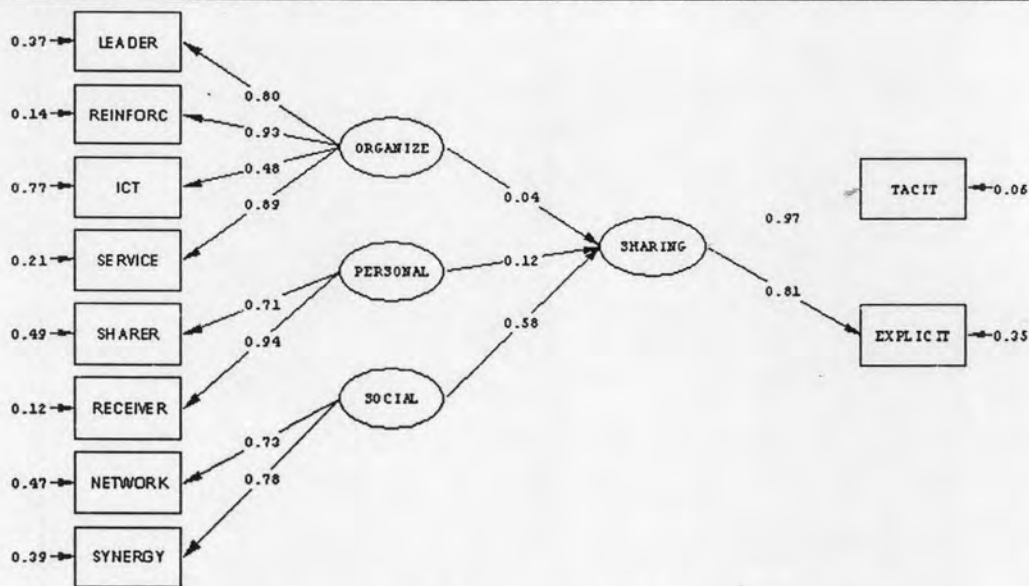 0.37 LEADER
0.80
0.14 REINFORC
0.93
ORGANIZE
0.48
0.77 ICT
0.89
0.04
TACIT 0.06
0.97
0.21 SERVICE
SHARING
PERSONAL
0.12
0.71
0.81
0.49 SHARER
0.94
0.58
EXPLICIT 0.35
0.12 RECEIVER
SOCIAL
0.73
0.47 NETWORK
0.78
0.39 SYNERGY